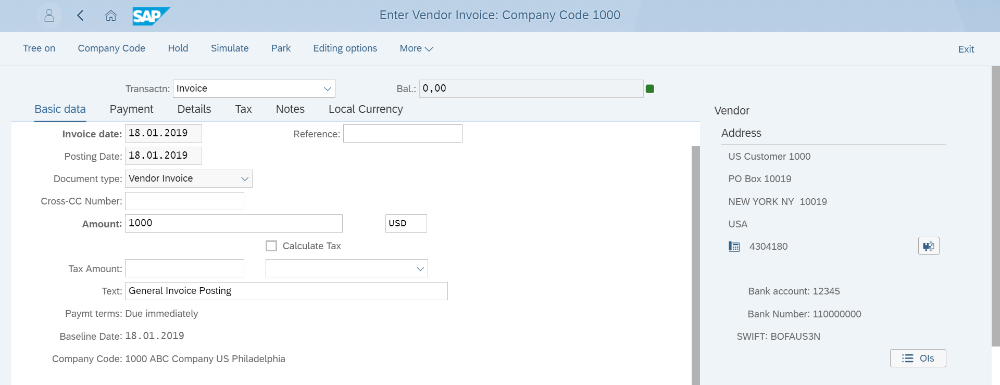 SAP
Enter Vendor Invoice: Company Code 1000
Tree on Company Code Hold Simulate Park Editing options More Exit
Transactn: Invoice Bal.: 0,00
Basic data Payment Details Tax Notes Local Currency
Invoice date: 18.01.2019 Reference:
Posting Date: 18.01.2019
Document type: Vendor Invoice
Cross-CC Number:
Amount: 1000 USD
Calculate Tax
Tax Amount:
Text: General Invoice Posting
Paymt terms: Due immediately
Baseline Date: 18.01.2019
Company Code: 1000 ABC Company US Philadelphia
Vendor
Address
US Customer 1000
PO Box 10019
NEW YORK NY 10019
USA
4304180
Bank account: 12345
Bank Number: 110000000
SWIFT: BOFAUS3N
OIs